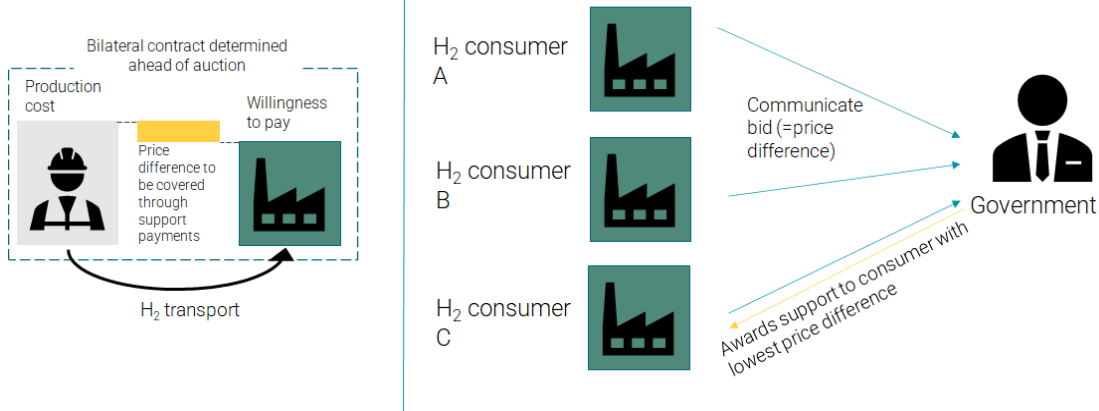 Bilateral contract determined
ahead of auction
Production
cost
Willingness
to pay
Price
difference to
be covered
through
support
payments
H₂ transport
H₂ consumer
A
H₂ consumer
B
H₂ consumer
C
Communicate
bid (=price
difference)
Government
Awards support to consumer with
lowest price difference